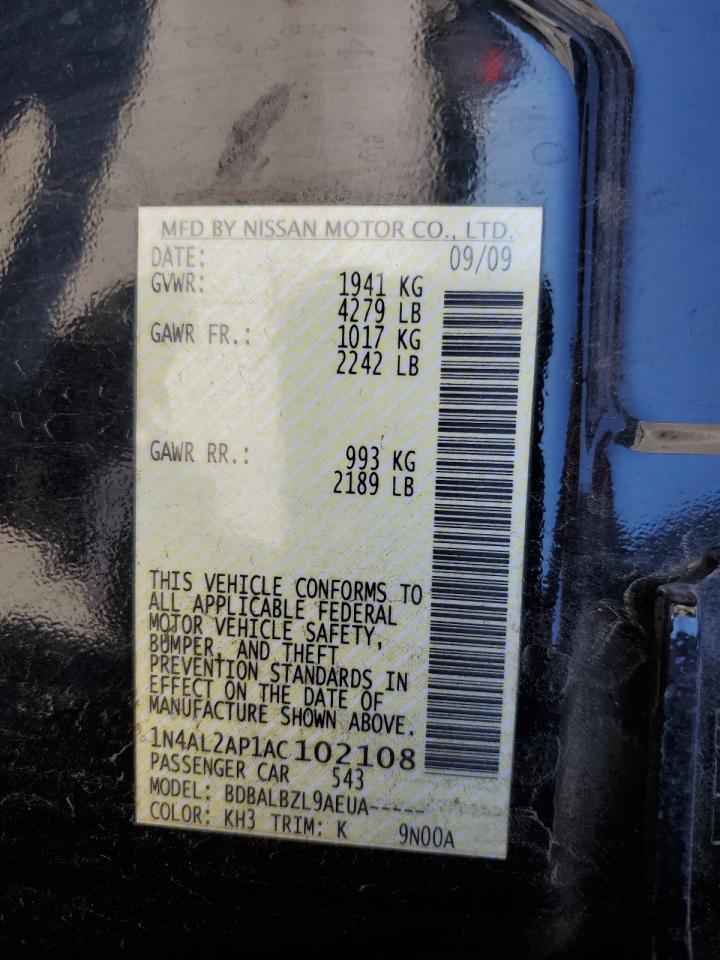 MFD BY NISSAN MOTOR CO., LTD.
DATE: 09/09
GVWR: 1941 KG
4279 LB
GAWR FR.: 1017 KG
2242 LB
GAWR RR.: 993 KG
2189 LB
THIS VEHICLE CONFORMS TO
ALL APPLICABLE FEDERAL
MOTOR VEHICLE SAFETY,
BUMPER, AND THEFT
PREVENTION STANDARDS IN
EFFECT ON THE DATE OF
MANUFACTURE SHOWN ABOVE.
1N4AL2AP1AC102108
PASSENGER CAR 543
MODEL: BDBALBZL9AEUA-----
COLOR: KH3 TRIM: K 9N00A